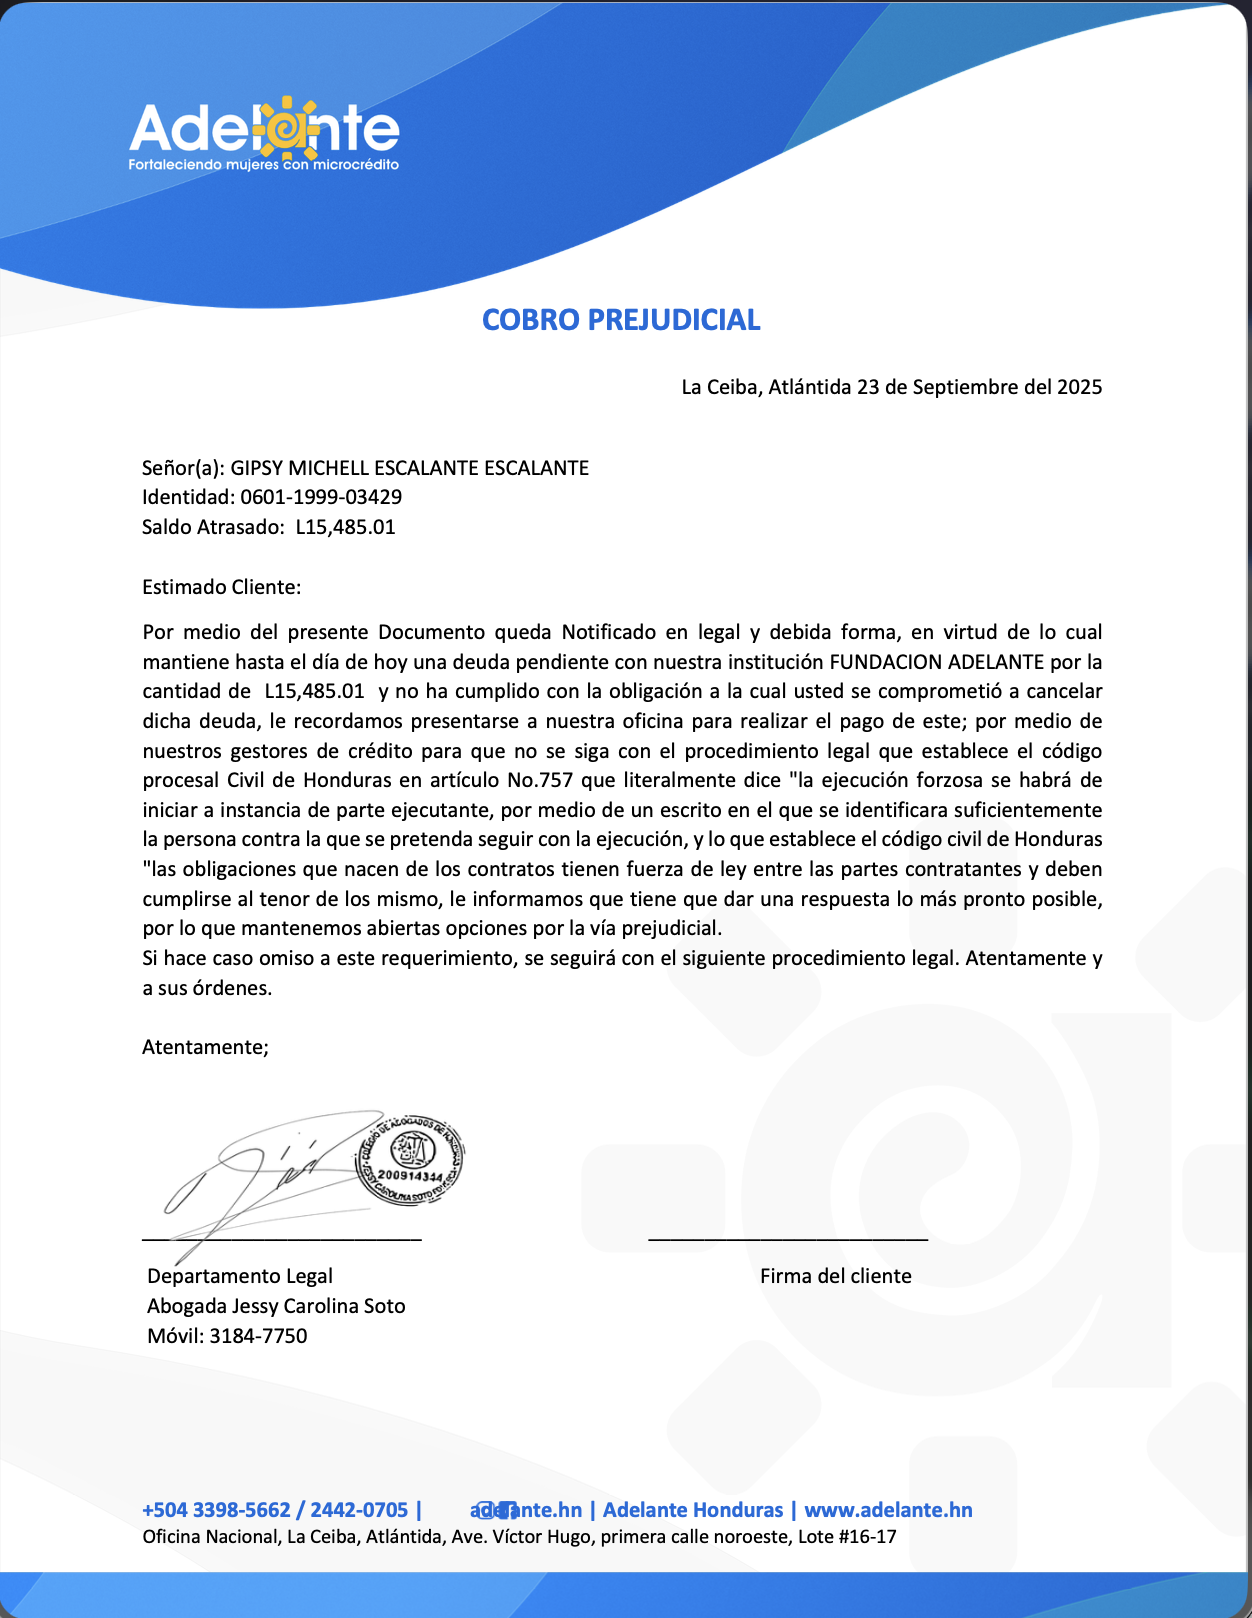 Adelante
Fortaleciendo mujeres con microcrédito
COBRO PREJUDICIAL
La Ceiba, Atlántida 23 de Septiembre del 2025
Señor(a): GIPSY MICHELL ESCALANTE ESCALANTE
Identidad: 0601-1999-03429
Saldo Atrasado:  L15,485.01
Estimado Cliente:
Por medio del presente Documento queda Notificado en legal y debida forma, en virtud de lo cual
mantiene hasta el día de hoy una deuda pendiente con nuestra institución FUNDACION ADELANTE por la
cantidad de  L15,485.01  y no ha cumplido con la obligación a la cual usted se comprometió a cancelar
dicha deuda, le recordamos presentarse a nuestra oficina para realizar el pago de este; por medio de
nuestros gestores de crédito para que no se siga con el procedimiento legal que establece el código
procesal Civil de Honduras en artículo No.757 que literalmente dice "la ejecución forzosa se habrá de
iniciar a instancia de parte ejecutante, por medio de un escrito en el que se identificara suficientemente
la persona contra la que se pretenda seguir con la ejecución, y lo que establece el código civil de Honduras
"las obligaciones que nacen de los contratos tienen fuerza de ley entre las partes contratantes y deben
cumplirse al tenor de los mismo, le informamos que tiene que dar una respuesta lo más pronto posible,
por lo que mantenemos abiertas opciones por la vía prejudicial.
Si hace caso omiso a este requerimiento, se seguirá con el siguiente procedimiento legal. Atentamente y
a sus órdenes.
Atentamente;
COLEGIO DE ABOGADOS DE HONDURAS
200914344
JESSY CAROLINA SOTO
Departamento Legal
Firma del cliente
Abogada Jessy Carolina Soto
Móvil: 3184-7750
+504 3398-5662 / 2442-0705 | adelante.hn | Adelante Honduras | www.adelante.hn
Oficina Nacional, La Ceiba, Atlántida, Ave. Víctor Hugo, primera calle noroeste, Lote #16-17